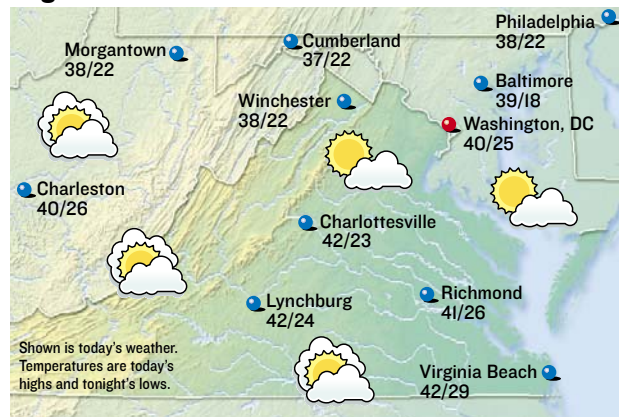 Philadelphia
38/22
Morgantown
38/22
Cumberland
37/22
Baltimore
39/18
Winchester
38/22
Washington, DC
40/25
Charleston
40/26
Charlottesville
42/23
Lynchburg
42/24
Richmond
41/26
Shown is today's weather.
Temperatures are today's
highs and tonight's lows.
Virginia Beach
42/29